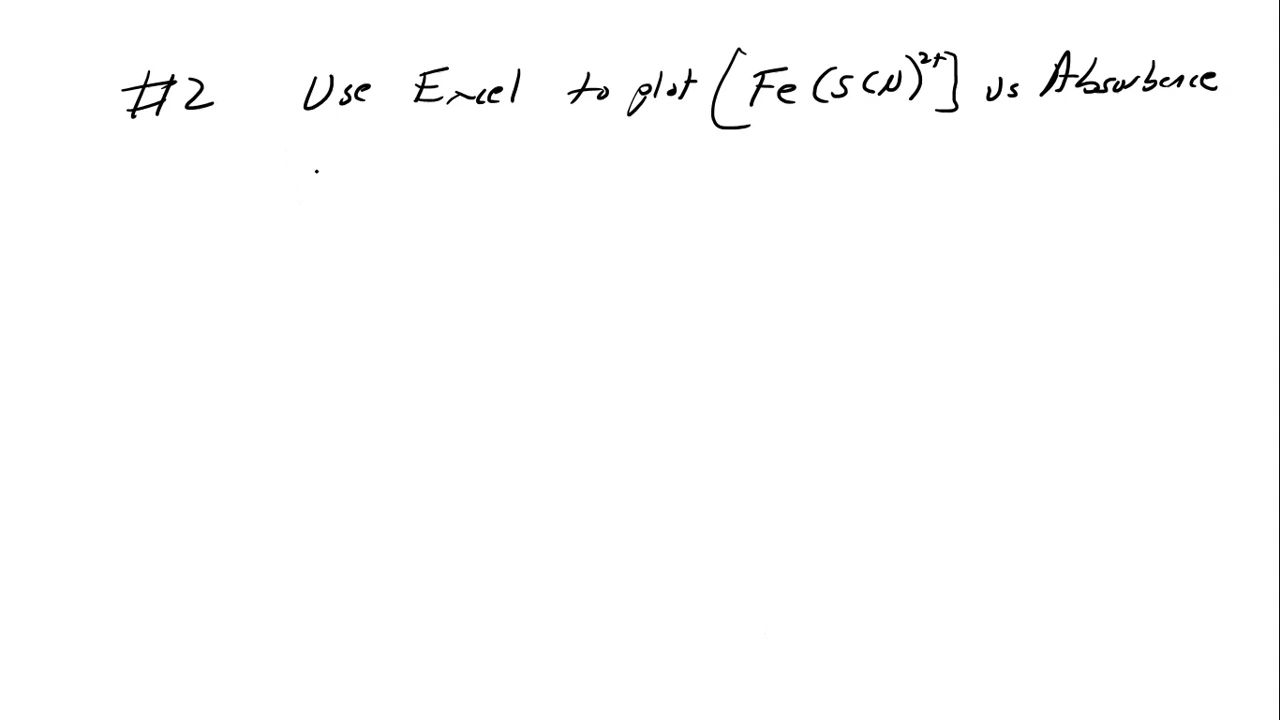 #2 Use Excel to plot [Fe(SCN)²⁺] vs Absorbance